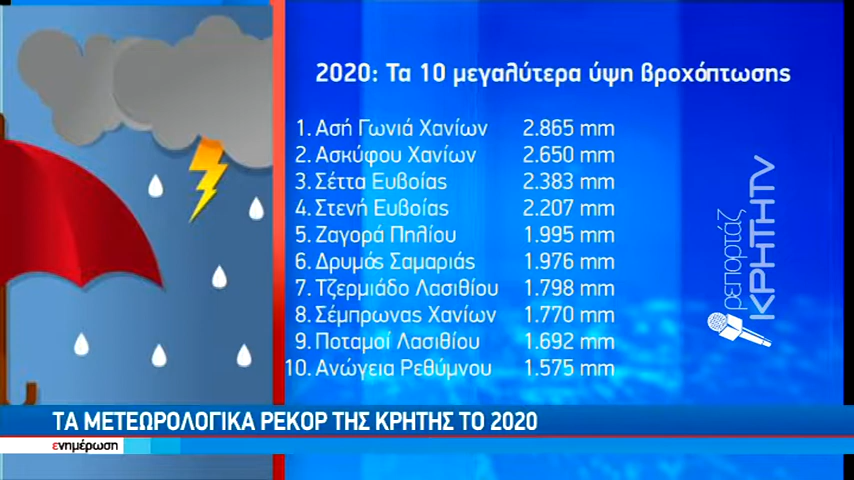 2020: Τα 10 μεγαλύτερα ύψη βροχόπτωσης
1. Ασή Γωνιά Χανίων 2.865 mm
2. Ασκύφου Χανίων 2.650 mm
3. Σέττα Ευβοίας 2.383 mm
4. Στενή Ευβοίας 2.207 mm
5. Ζαγορά Πηλίου 1.995 mm
6. Δρυμός Σαμαριάς 1.976 mm
7. Τζερμιάδο Λασιθίου 1.798 mm
8. Σέμπρωνας Χανίων 1.770 mm
9. Ποταμοί Λασιθίου 1.692 mm
10. Ανώγεια Ρεθύμνου 1.575 mm
ρεπορτάζ
ΚΡΗΤΗTV
ΤΑ ΜΕΤΕΩΡΟΛΟΓΙΚΑ ΡΕΚΟΡ ΤΗΣ ΚΡΗΤΗΣ ΤΟ 2020
ενημέρωση